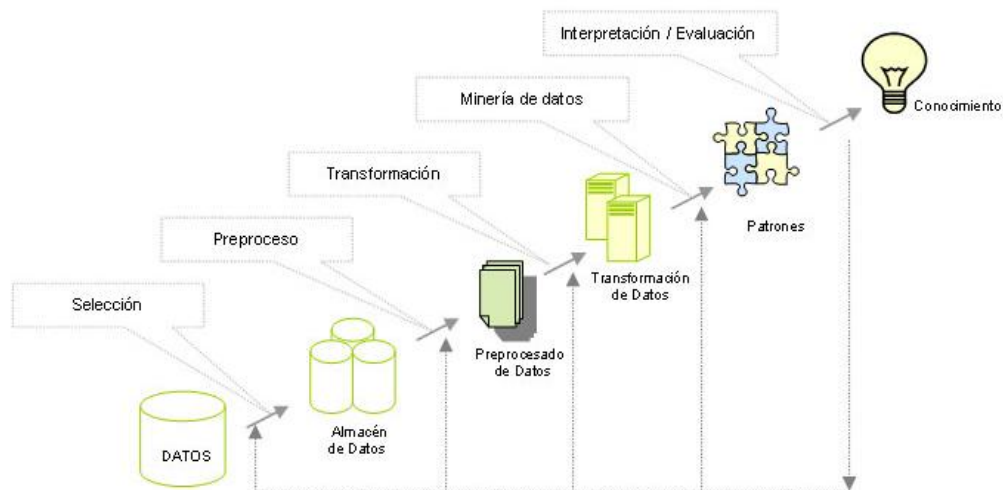 Interpretación / Evaluación
Conocimiento
Minería de datos
Patrones
Transformación
Transformación
de Datos
Preproceso
Preprocesado
de Datos
Selección
Almacén
de Datos
DATOS